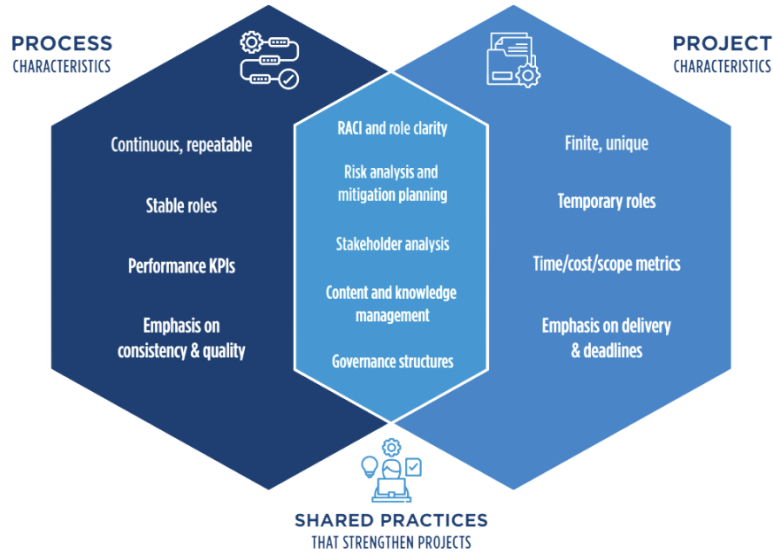 PROCESS
CHARACTERISTICS
Continuous, repeatable
Stable roles
Performance KPIs
Emphasis on
consistency & quality
RACI and role clarity
Risk analysis and
mitigation planning
Stakeholder analysis
Content and knowledge
management
Governance structures
PROJECT
CHARACTERISTICS
Finite, unique
Temporary roles
Time/cost/scope metrics
Emphasis on delivery
& deadlines
SHARED PRACTICES
THAT STRENGTHEN PROJECTS